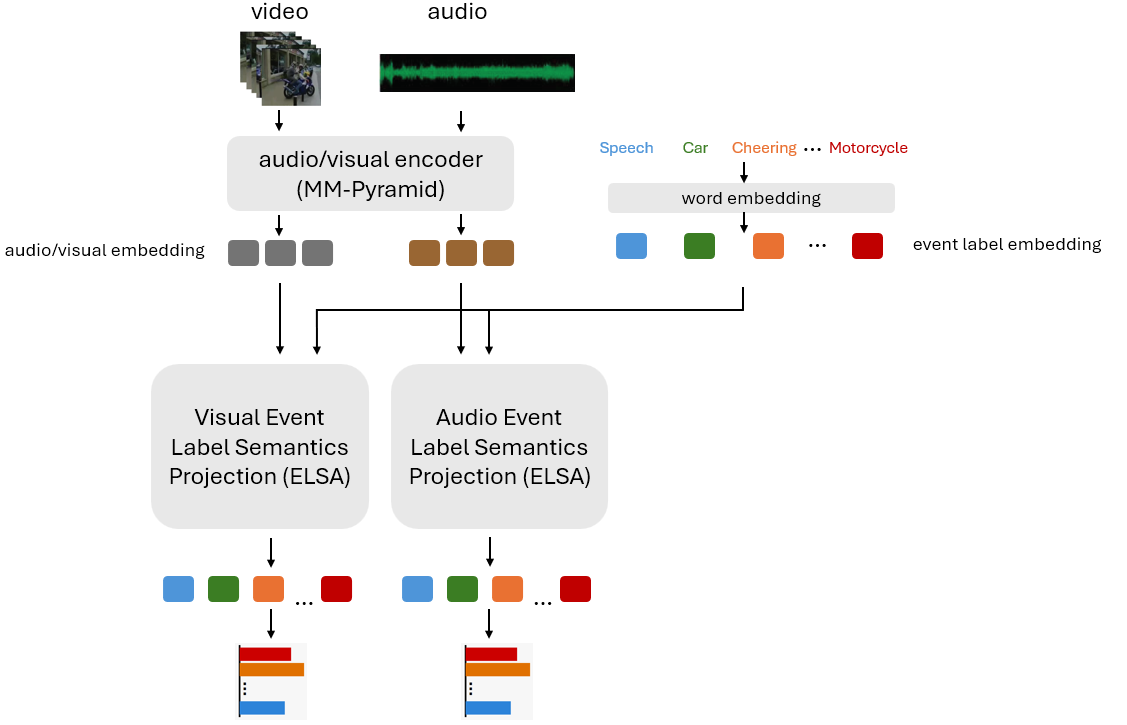 video
audio
audio/visual encoder
(MM-Pyramid)
Speech Car Cheering ... Motorcycle
word embedding
audio/visual embedding
... event label embedding
Visual Event
Label Semantics
Projection (ELSA)
Audio Event
Label Semantics
Projection (ELSA)
...
...